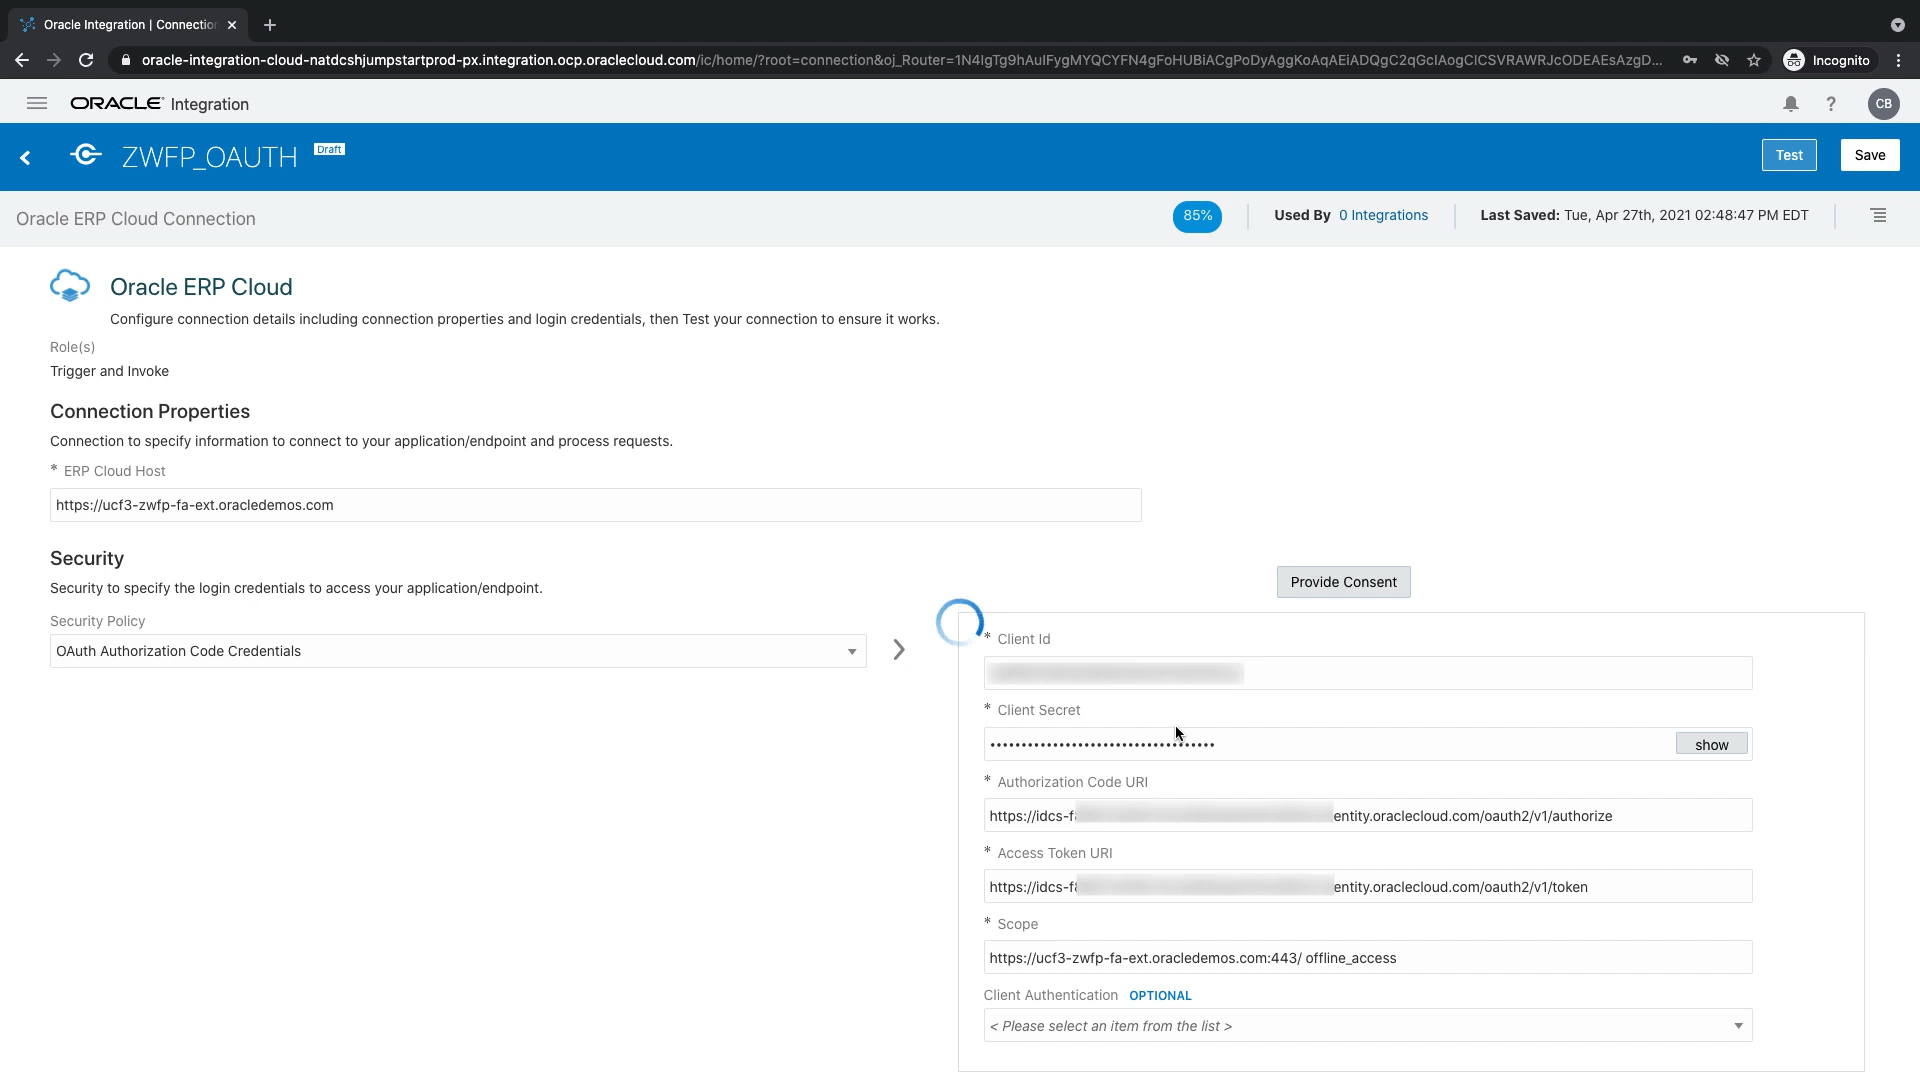 Oracle Integration | Connection
oracle-integration-cloud-natdcshjumpstartprod-px.integration.ocp.oraclecloud.com/ic/home/?root=connection&oj_Router=1N4IgTg9hAuIFygMYQCYFN4gFoHUBiACgPoDyAggKoAqAEiADQgC2qGcIAogCICSVRAWRJcODEAEsAzgD...
Incognito
ORACLE Integration
?
CB
ZWFP_OAUTH
Draft
Test
Save
Oracle ERP Cloud Connection
85%
Used By 0 Integrations
Last Saved: Tue, Apr 27th, 2021 02:48:47 PM EDT
Oracle ERP Cloud
Configure connection details including connection properties and login credentials, then Test your connection to ensure it works.
Role(s)
Trigger and Invoke
Connection Properties
Connection to specify information to connect to your application/endpoint and process requests.
* ERP Cloud Host
https://ucf3-zwfp-fa-ext.oracledemos.com
Security
Security to specify the login credentials to access your application/endpoint.
Security Policy
OAuth Authorization Code Credentials
Provide Consent
* Client Id
* Client Secret
show
* Authorization Code URI
https://idcs-f entity.oraclecloud.com/oauth2/v1/authorize
* Access Token URI
https://idcs-f entity.oraclecloud.com/oauth2/v1/token
* Scope
https://ucf3-zwfp-fa-ext.oracledemos.com:443/ offline_access
Client Authentication OPTIONAL
< Please select an item from the list >